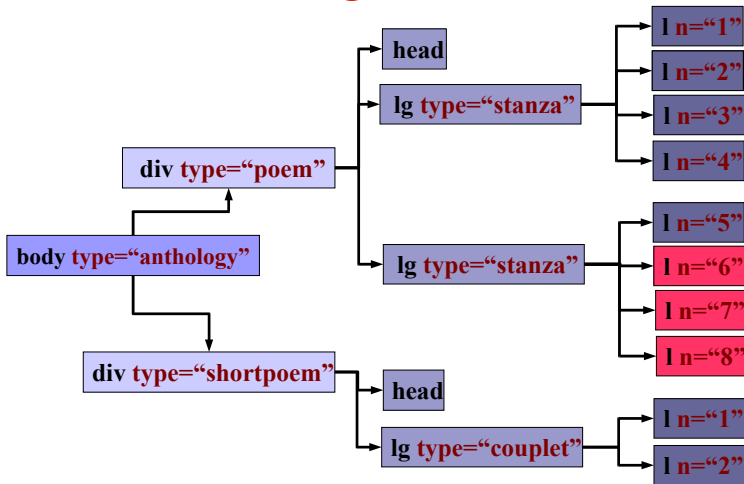 l n=“1”
head
l n=“2”
lg type=“stanza”
l n=“3”
l n=“4”
div type=“poem”
l n=“5”
body type=“anthology”
lg type=“stanza”
l n=“6”
l n=“7”
l n=“8”
div type=“shortpoem”
head
l n=“1”
lg type=“couplet”
l n=“2”